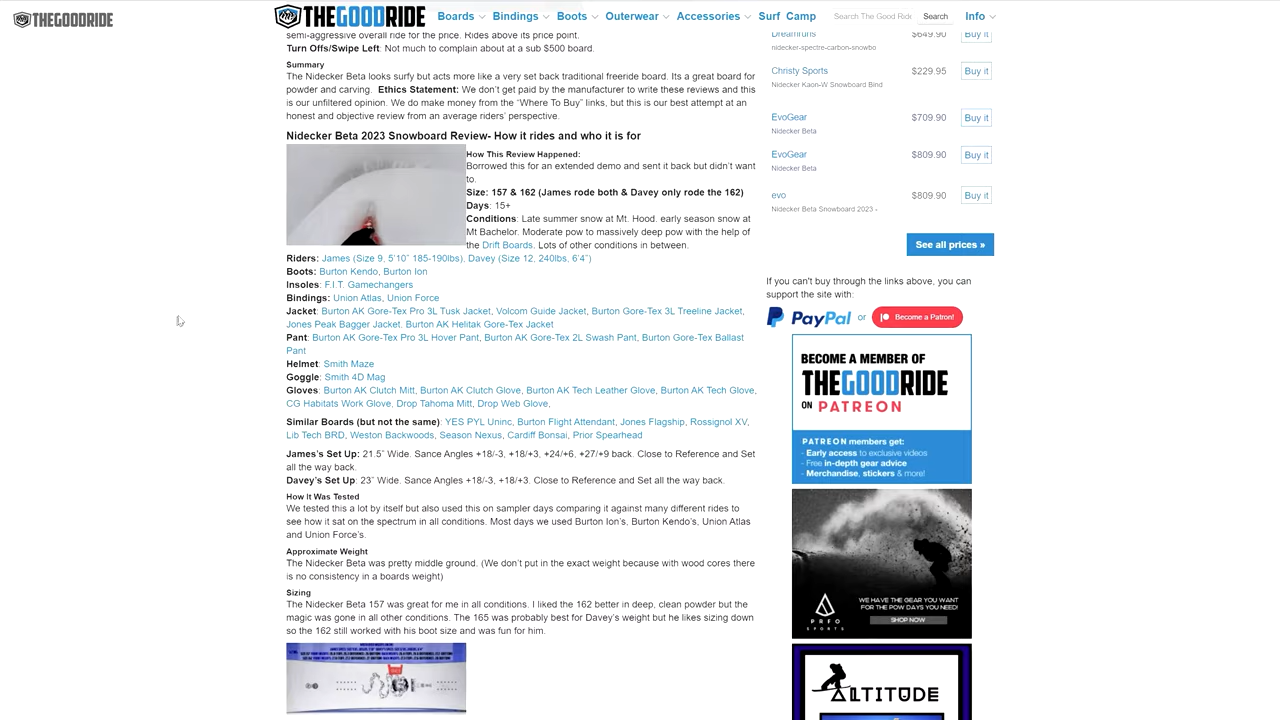 THEGOODRIDE
THEGOODRIDE Boards Bindings Boots Outerwear Accessories Surf Camp Search The Good Ride Search Info
semi-aggressive overall ride for the price. Rides above its price point.
Turn Offs/Swipe Left: Not much to complain about at a sub $500 board.
Summary
The Nidecker Beta looks surfy but acts more like a very set back traditional freeride board. Its a great board for
powder and carving. Ethics Statement: We don't get paid by the manufacturer to write these reviews and this
is our unfiltered opinion. We do make money from the "Where To Buy" links, but this is our best attempt at an
honest and objective review from an average riders' perspective.
Nidecker Beta 2023 Snowboard Review- How it rides and who it is for
How This Review Happened:
Borrowed this for an extended demo and sent it back but didn't want
to.
Size: 157 & 162 (James rode both & Davey only rode the 162)
Days: 15+
Conditions: Late summer snow at Mt. Hood. early season snow at
Mt Bachelor. Moderate pow to massively deep pow with the help of
the Drift Boards. Lots of other conditions in between.
Riders: James (Size 9, 5'10" 185-190lbs), Davey (Size 12, 240lbs, 6'4")
Boots: Burton Kendo, Burton Ion
Insoles: F.I.T. Gamechangers
Bindings: Union Atlas, Union Force
Jacket: Burton AK Gore-Tex Pro 3L Tusk Jacket, Volcom Guide Jacket, Burton Gore-Tex 3L Treeline Jacket,
Jones Peak Bagger Jacket. Burton AK Helitak Gore-Tex Jacket
Pant: Burton AK Gore-Tex Pro 3L Hover Pant, Burton AK Gore-Tex 2L Swash Pant, Burton Gore-Tex Ballast
Pant
Helmet: Smith Maze
Goggle: Smith 4D Mag
Gloves: Burton AK Clutch Mitt, Burton AK Clutch Glove, Burton AK Tech Leather Glove, Burton AK Tech Glove,
CG Habitats Work Glove, Drop Tahoma Mitt, Drop Web Glove,
Similar Boards (but not the same): YES PYL Uninc, Burton Flight Attendant, Jones Flagship, Rossignol XV,
Lib Tech BRD, Weston Backwoods, Season Nexus, Cardiff Bonsai, Prior Spearhead
James's Set Up: 21.5" Wide. Sance Angles +18/-3, +18/+3, +24/+6, +27/+9 back. Close to Reference and Set
all the way back.
Davey's Set Up: 23" Wide. Sance Angles +18/-3, +18/+3. Close to Reference and Set all the way back.
How It Was Tested
We tested this a lot by itself but also used this on sampler days comparing it against many different rides to
see how it sat on the spectrum in all conditions. Most days we used Burton Ion's, Burton Kendo's, Union Atlas
and Union Force's.
Approximate Weight
The Nidecker Beta was pretty middle ground. (We don't put in the exact weight because with wood cores there
is no consistency in a boards weight)
Sizing
The Nidecker Beta 157 was great for me in all conditions. I liked the 162 better in deep, clean powder but the
magic was gone in all other conditions. The 165 was probably best for Davey's weight but he likes sizing down
so the 162 still worked with his boot size and was fun for him.
Dreamruns $649.90 Buy it
nidecker-spectre-carbon-snowbo
Christy Sports $229.95 Buy it
Nidecker Kaon-W Snowboard Bind
EvoGear $709.90 Buy it
Nidecker Beta
EvoGear $809.90 Buy it
Nidecker Beta
evo $809.90 Buy it
Nidecker Beta Snowboard 2023 -
See all prices »
If you can't buy through the links above, you can
support the site with:
PayPal or Become a Patron!
BECOME A MEMBER OF
THEGOODRIDE
ON PATREON
PATREON members get:
- Early access to exclusive videos
- Free in-depth gear advice
- Merchandise, stickers & more!
PRFO
SPORTS
WE HAVE THE GEAR YOU WANT
FOR THE POW DAYS YOU NEED!
SHOP NOW
ALTITUDE